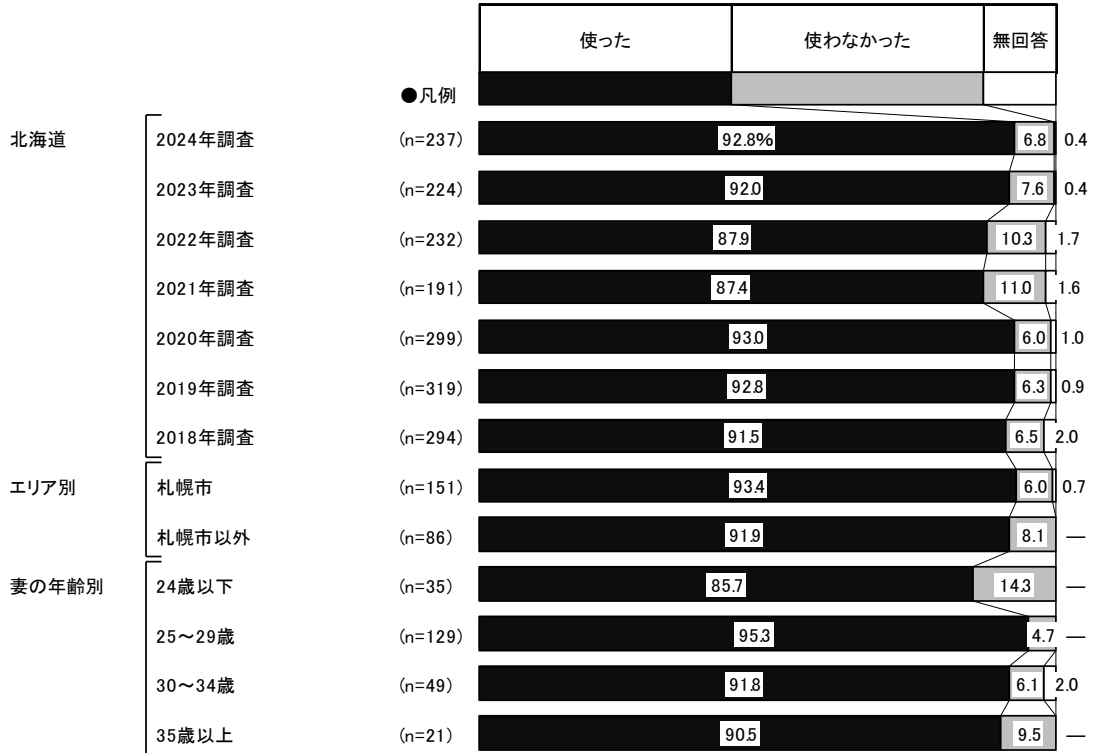 使った 使わなかった 無回答
●凡例
北海道 2024年調査 (n=237) 92.8% 6.8 0.4
2023年調査 (n=224) 92.0 7.6 0.4
2022年調査 (n=232) 87.9 10.3 1.7
2021年調査 (n=191) 87.4 11.0 1.6
2020年調査 (n=299) 93.0 6.0 1.0
2019年調査 (n=319) 92.8 6.3 0.9
2018年調査 (n=294) 91.5 6.5 2.0
エリア別 札幌市 (n=151) 93.4 6.0 0.7
札幌市以外 (n=86) 91.9 8.1 ―
妻の年齢別 24歳以下 (n=35) 85.7 14.3 ―
25～29歳 (n=129) 95.3 4.7 ―
30～34歳 (n=49) 91.8 6.1 2.0
35歳以上 (n=21) 90.5 9.5 ―